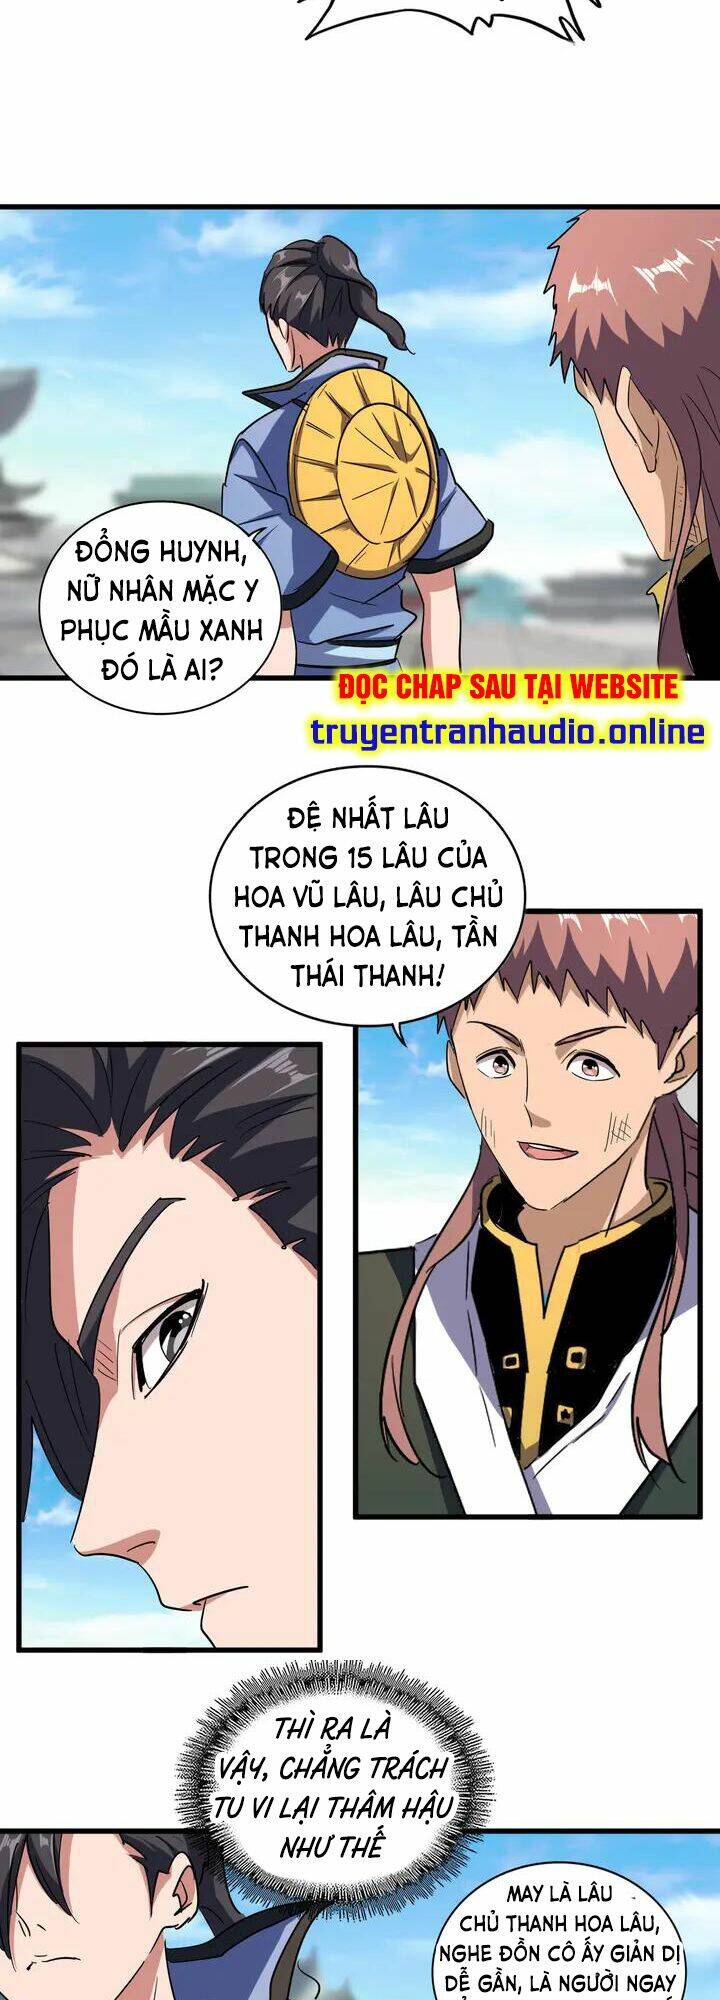 ĐỔNG HUYNH,
NỮ NHÂN MẶC Y
PHỤC MẦU XANH
ĐÓ LÀ AI?
ĐỌC CHAP SAU TẠI WEBSITE
truyentranhaudio.online
ĐỆ NHẤT LÂU
TRONG 15 LÂU CỦA
HOA VŨ LÂU, LÂU CHỦ
THANH HOA LÂU, TẦN
THÁI THANH!
THÌ RA LÀ
VẬY, CHẲNG TRÁCH
TU VI LẠI THÂM HẬU
NHƯ THẾ
MAY LÀ LÂU
CHỦ THANH HOA LÂU,
NGHE ĐỒN CÔ ẤY GIẢN DỊ
DỄ GẦN, LÀ NGƯỜI NGAY